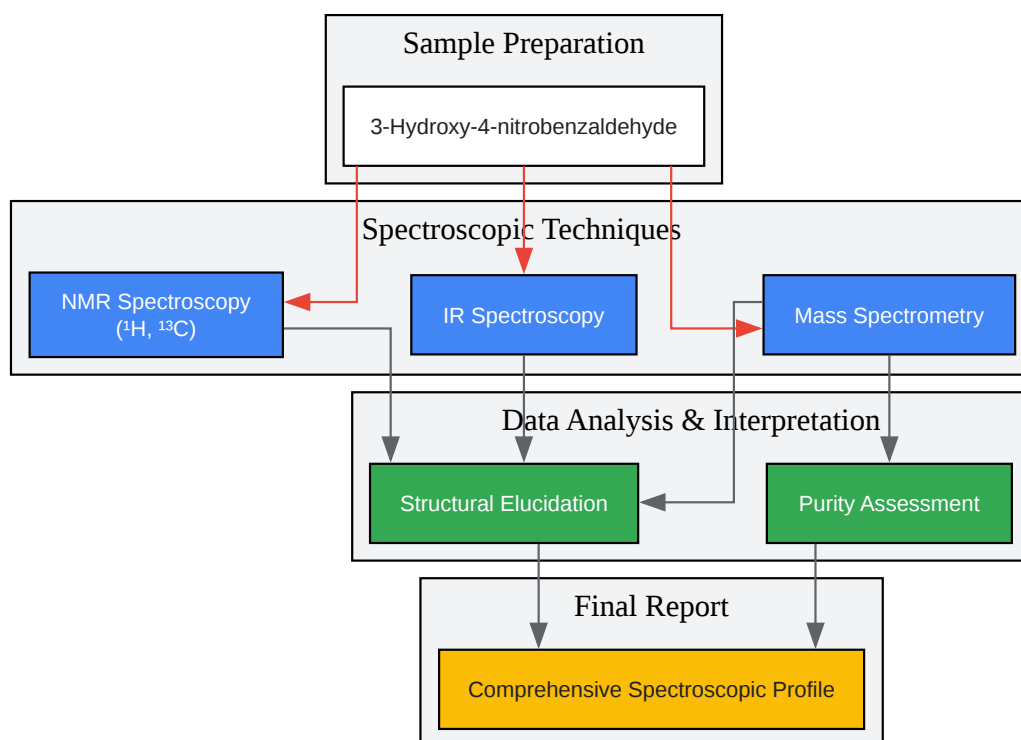 Sample Preparation
3-Hydroxy-4-nitrobenzaldehyde
Spectroscopic Techniques
NMR Spectroscopy
(¹H, ¹³C)
IR Spectroscopy
Mass Spectrometry
Data Analysis & Interpretation
Structural Elucidation
Purity Assessment
Final Report
Comprehensive Spectroscopic Profile